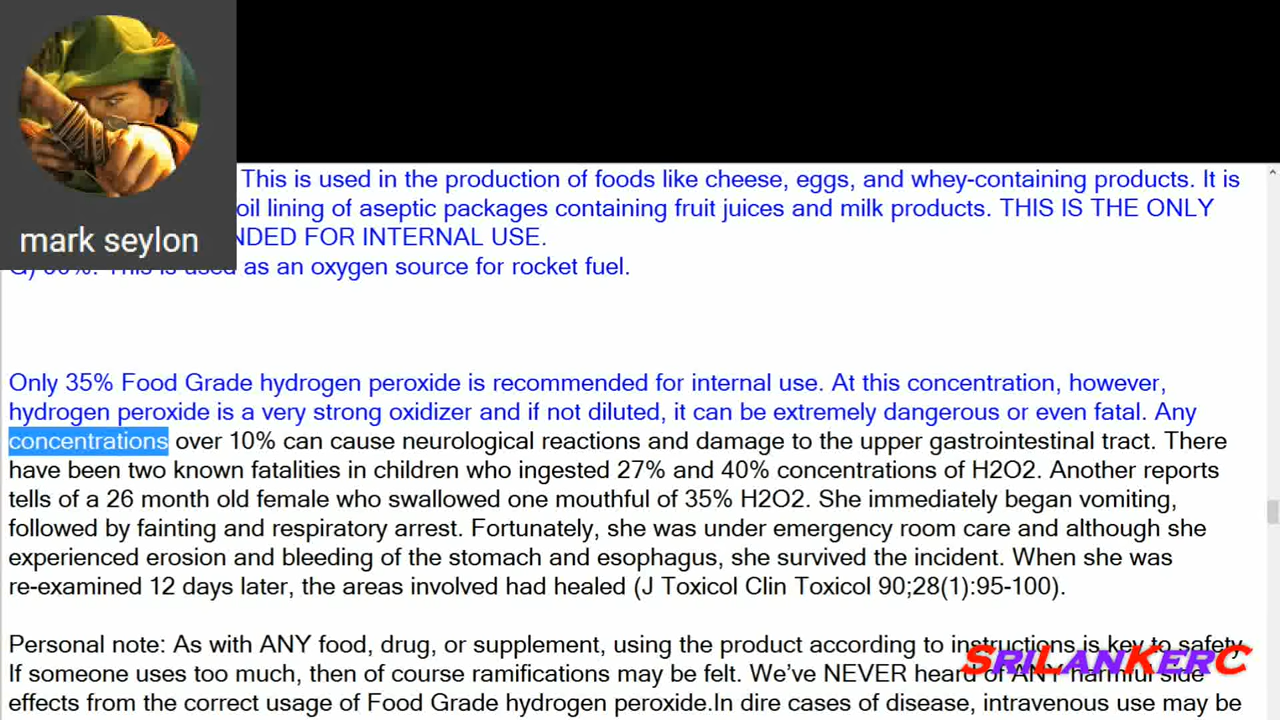 mark seylon
This is used in the production of foods like cheese, eggs, and whey-containing products. It is
oil lining of aseptic packages containing fruit juices and milk products. THIS IS THE ONLY
NDED FOR INTERNAL USE.
as an oxygen source for rocket fuel.
Only 35% Food Grade hydrogen peroxide is recommended for internal use. At this concentration, however,
hydrogen peroxide is a very strong oxidizer and if not diluted, it can be extremely dangerous or even fatal. Any
concentrations over 10% can cause neurological reactions and damage to the upper gastrointestinal tract. There
have been two known fatalities in children who ingested 27% and 40% concentrations of H2O2. Another reports
tells of a 26 month old female who swallowed one mouthful of 35% H2O2. She immediately began vomiting,
followed by fainting and respiratory arrest. Fortunately, she was under emergency room care and although she
experienced erosion and bleeding of the stomach and esophagus, she survived the incident. When she was
re-examined 12 days later, the areas involved had healed (J Toxicol Clin Toxicol 90;28(1):95-100).
Personal note: As with ANY food, drug, or supplement, using the product according to instructions is key to safety.
If someone uses too much, then of course ramifications may be felt. We've NEVER heard of ANY harmful side
effects from the correct usage of Food Grade hydrogen peroxide.In dire cases of disease, intravenous use may be
SRILANKERC